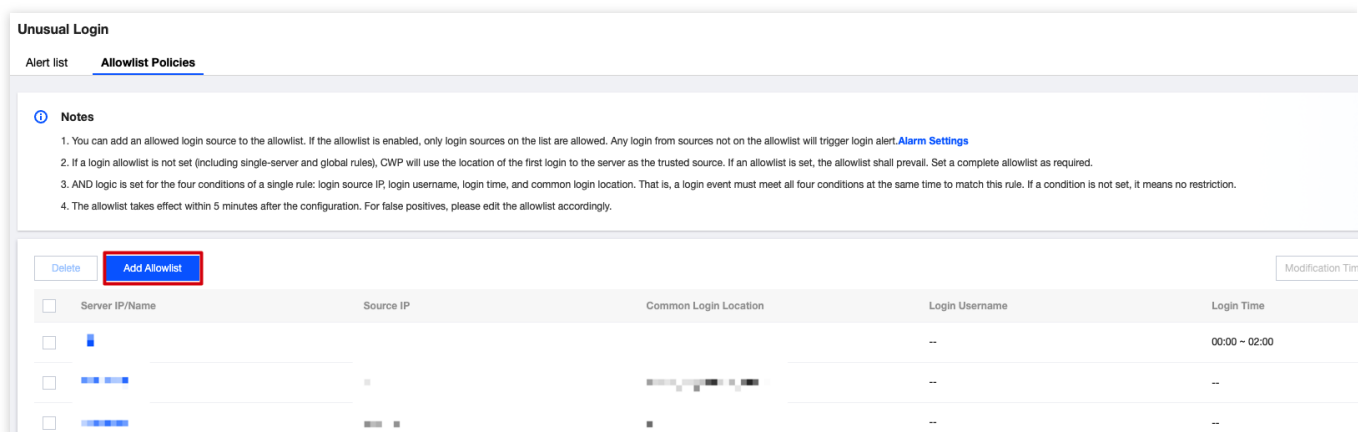 Unusual Login
Alert list Allowlist Policies
Notes
1. You can add an allowed login source to the allowlist. If the allowlist is enabled, only login sources on the list are allowed. Any login from sources not on the allowlist will trigger login alert.Alarm Settings
2. If a login allowlist is not set (including single-server and global rules), CWP will use the location of the first login to the server as the trusted source. If an allowlist is set, the allowlist shall prevail. Set a complete allowlist as required.
3. AND logic is set for the four conditions of a single rule: login source IP, login username, login time, and common login location. That is, a login event must meet all four conditions at the same time to match this rule. If a condition is not set, it means no restriction.
4. The allowlist takes effect within 5 minutes after the configuration. For false positives, please edit the allowlist accordingly.
Delete Add Allowlist Modification Tim
Server IP/Name Source IP Common Login Location Login Username Login Time
-- 00:00 ~ 02:00
-- --
-- --